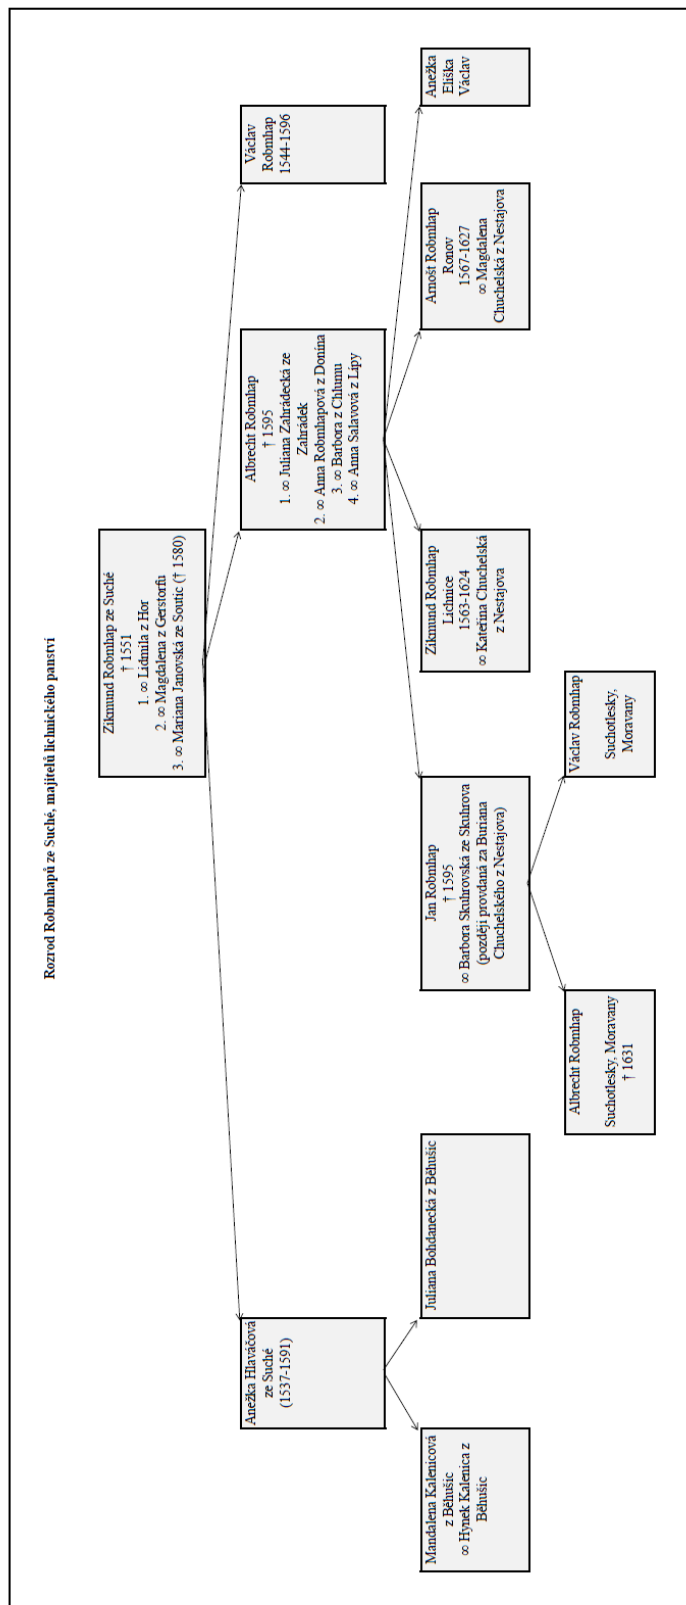 Rozrod Robmhapů ze Suché, majitelů lichnického panství
Zikmund Robmhap ze Suché
† 1551
1. ∞ Lidmila z Hor
2. ∞ Magdalena z Gerstorfu
3. ∞ Mariana Janovská ze Soutic († 1580)
Anežka Hlaváčová
ze Suché
(1537-1591)
Albrecht Robmhap
† 1595
1. ∞ Juliana Zahrádecká ze
Zahrádek
2. ∞ Anna Robmhapová z Donína
3. ∞ Barbora z Chlumu
4. ∞ Anna Salavová z Lípy
Václav
Robmhap
1544-1596
Mandalena Kalenicová
z Běhušic
∞ Hynek Kalenica z
Běhušic
Juliana Bohdanecká z Běhušic
Jan Robmhap
† 1595
∞ Barbora Skuhrovská ze Skuhrova
(později provdaná za Buriana
Chuchelského z Nestajova)
Zikmund Robmhap
Lichnice
1563-1624
∞ Kateřina Chuchelská
z Nestajova
Arnošt Robmhap
Ronov
1567-1627
∞ Magdalena
Chuchelská z Nestajova
Anežka
Eliška
Václav
Albrecht Robmhap
Suchotlesky, Moravany
† 1631
Václav Robmhap
Suchotlesky,
Moravany